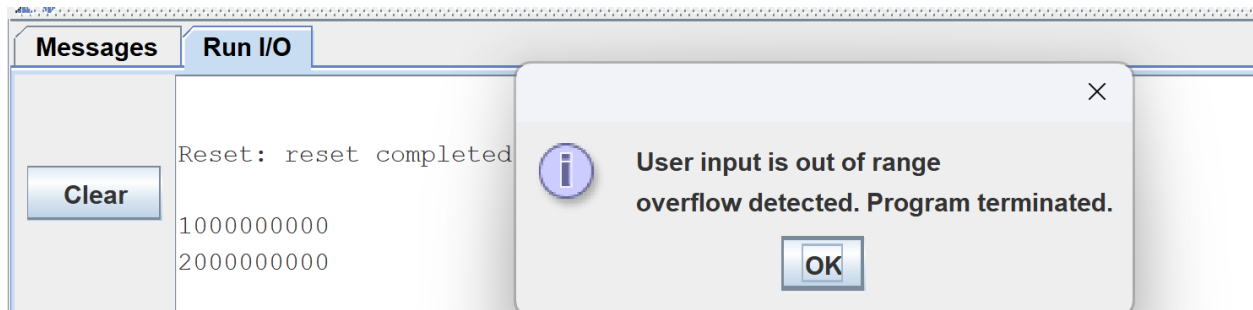 Messages
Run I/O
Clear
Reset: reset completed
1000000000
2000000000
i
User input is out of range
overflow detected. Program terminated.
OK